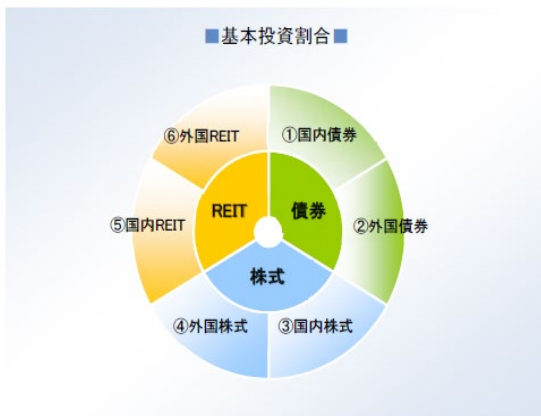 ■基本投資割合■
⑥外国REIT
①国内債券
REIT
債券
⑤国内REIT
②外国債券
株式
④外国株式
③国内株式